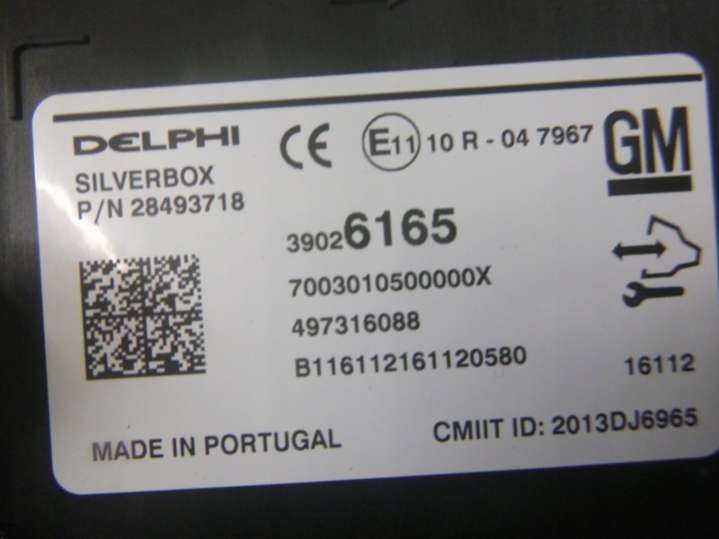 DELPHI
CE E11 10 R - 04 7967
GM
SILVERBOX
P/N 28493718
39026165
7003010500000X
497316088
B116112161120580
16112
MADE IN PORTUGAL
CMIIT ID: 2013DJ6965